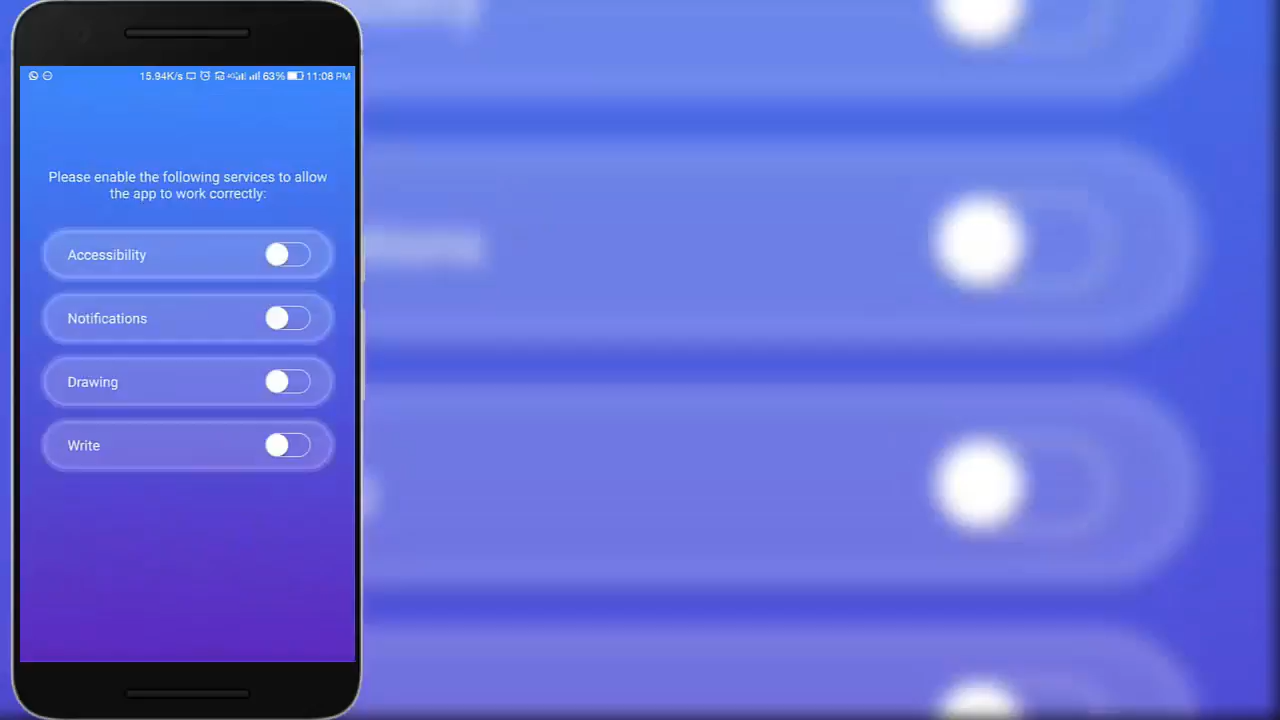 15.94K/s 63% 11:08 PM
Please enable the following services to allow
the app to work correctly:
Accessibility
Notifications
Drawing
Write